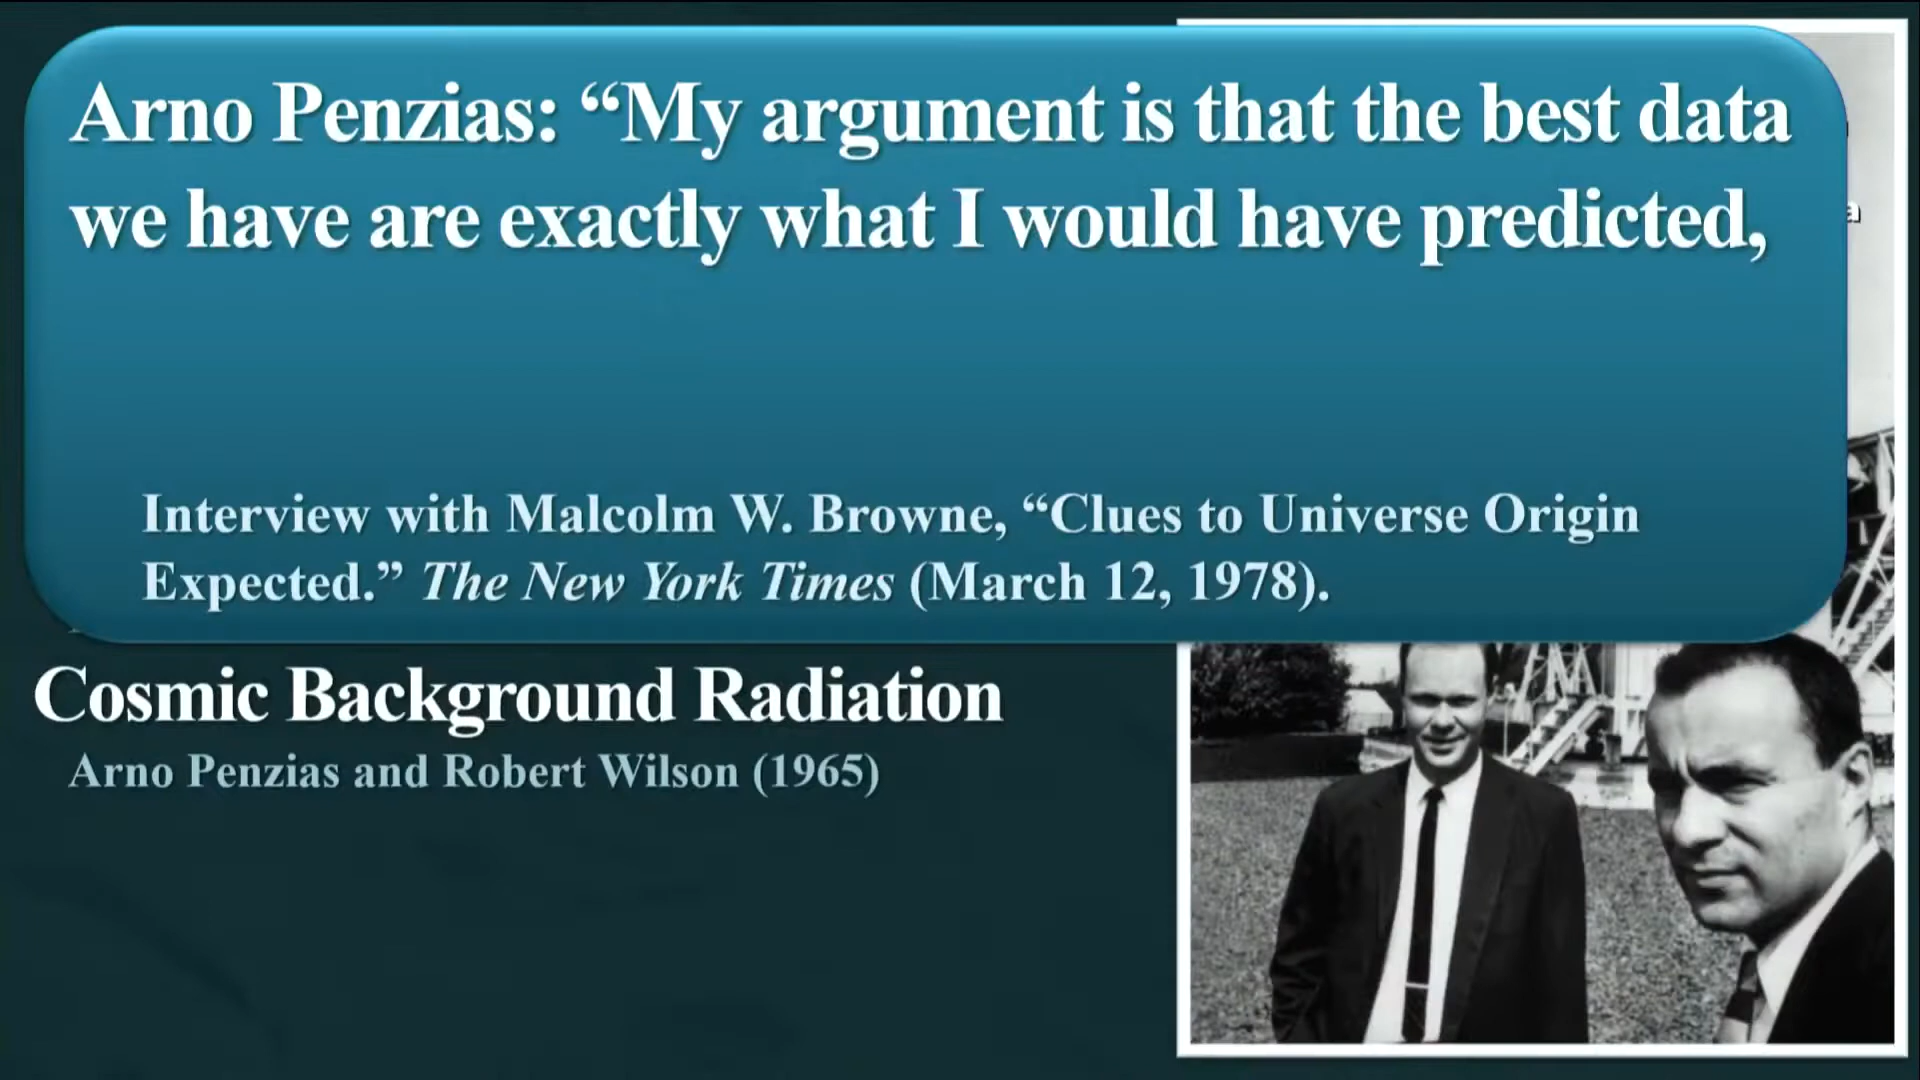 Arno Penzias: “My argument is that the best data
we have are exactly what I would have predicted,
Interview with Malcolm W. Browne, “Clues to Universe Origin
Expected.” The New York Times (March 12, 1978).
Cosmic Background Radiation
Arno Penzias and Robert Wilson (1965)